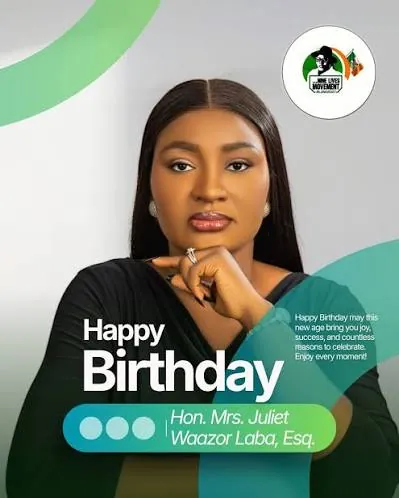 NINE LIVES
MOVEMENT
Happy
Birthday
Happy Birthday may this
new age bring you joy,
success, and countless
reasons to celebrate.
Enjoy every moment!
Hon. Mrs. Juliet
Waazor Laba, Esq.